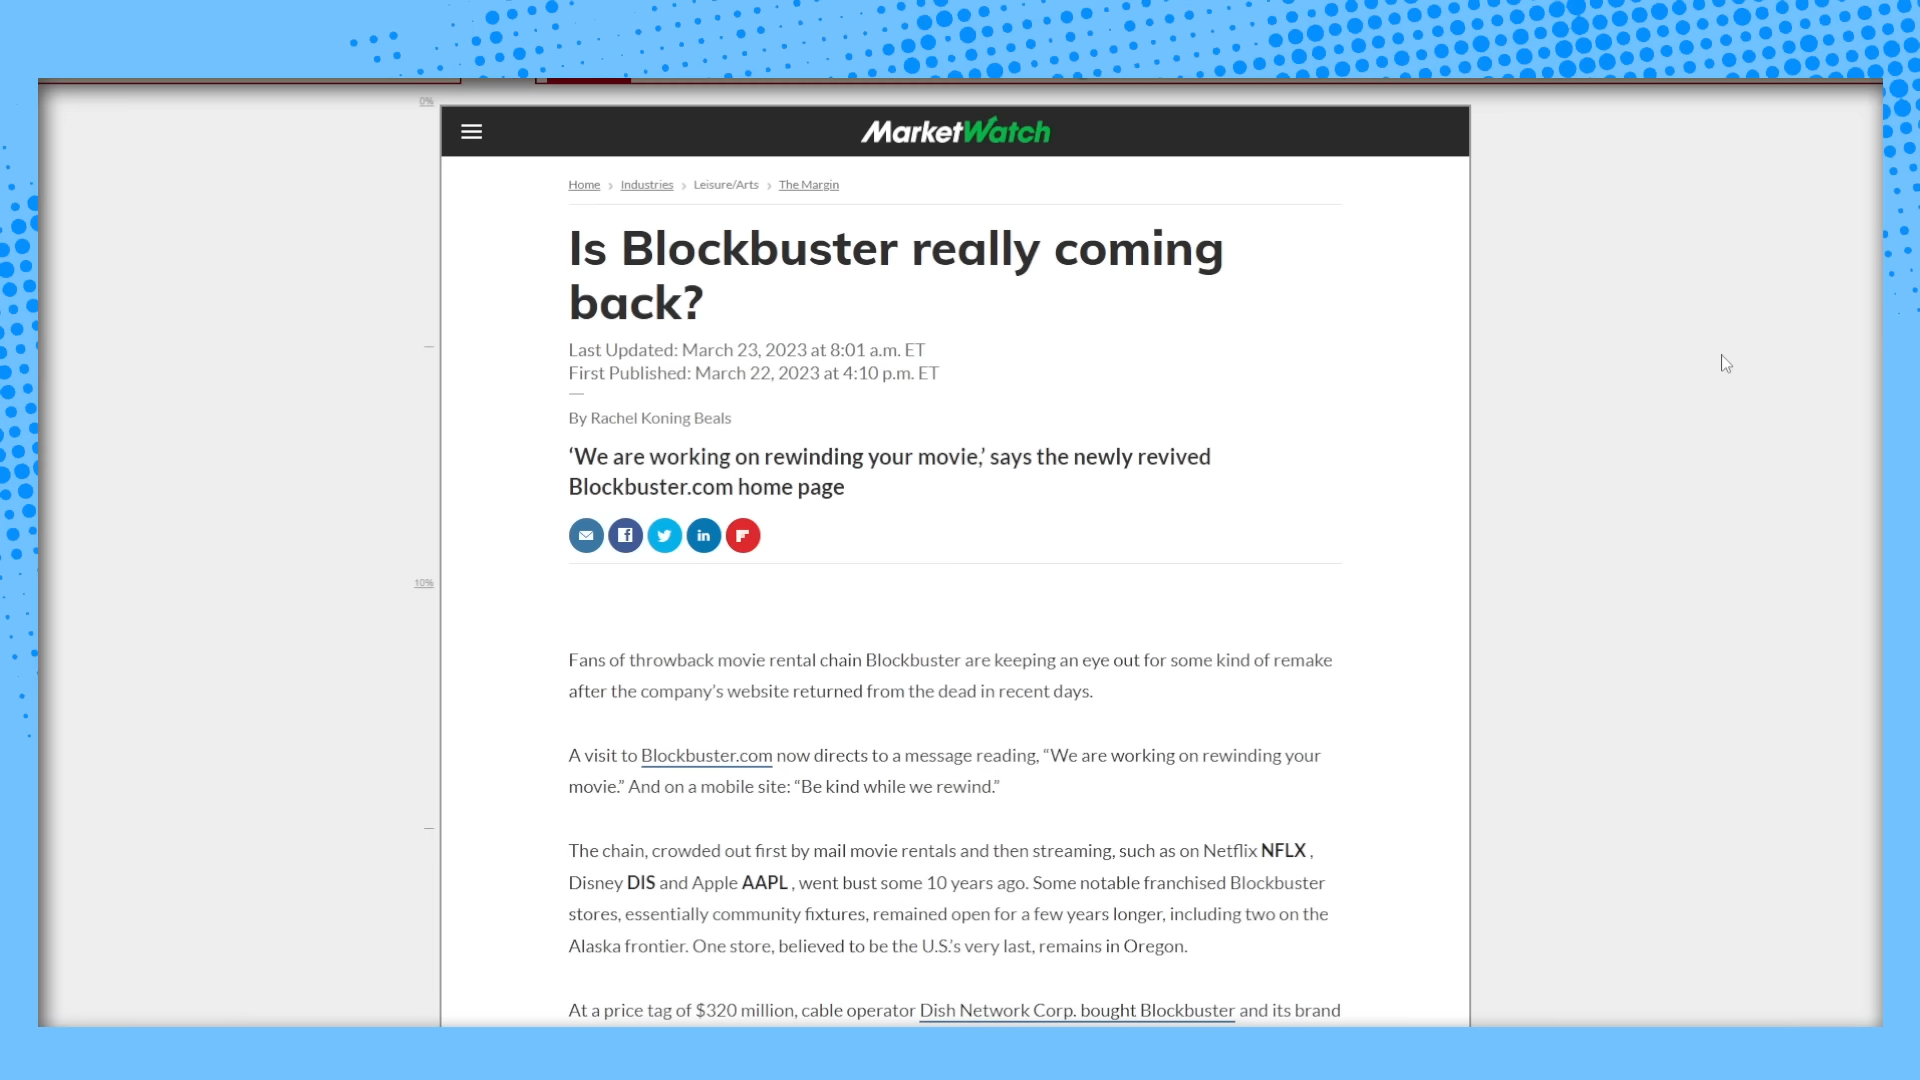 0%
MarketWatch
Home › Industries › Leisure/Arts › The Margin
Is Blockbuster really coming
back?
Last Updated: March 23, 2023 at 8:01 a.m. ET
First Published: March 22, 2023 at 4:10 p.m. ET
—
By Rachel Koning Beals
‘We are working on rewinding your movie,’ says the newly revived
Blockbuster.com home page
10%
Fans of throwback movie rental chain Blockbuster are keeping an eye out for some kind of remake
after the company’s website returned from the dead in recent days.
A visit to Blockbuster.com now directs to a message reading, “We are working on rewinding your
movie.” And on a mobile site: “Be kind while we rewind.”
The chain, crowded out first by mail movie rentals and then streaming, such as on Netflix NFLX ,
Disney DIS and Apple AAPL , went bust some 10 years ago. Some notable franchised Blockbuster
stores, essentially community fixtures, remained open for a few years longer, including two on the
Alaska frontier. One store, believed to be the U.S.’s very last, remains in Oregon.
At a price tag of $320 million, cable operator Dish Network Corp. bought Blockbuster and its brand